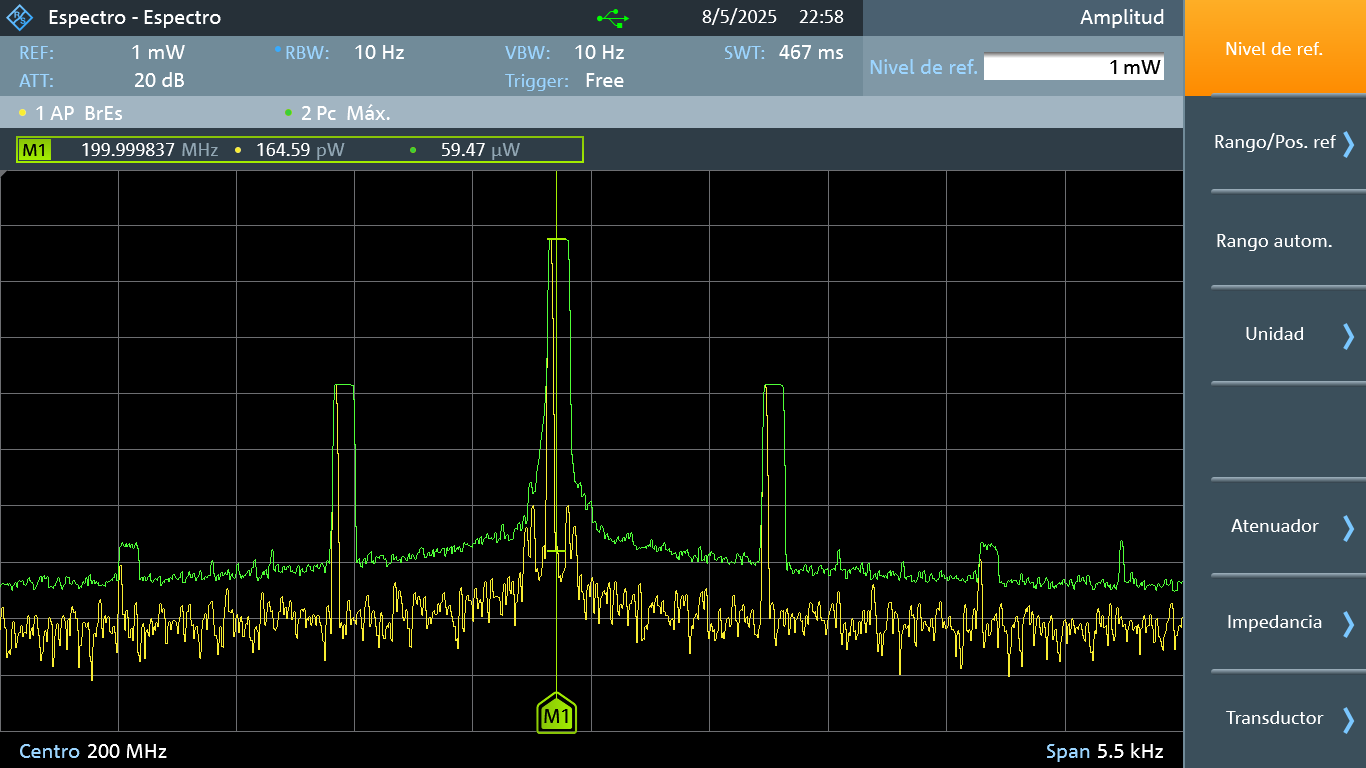 Espectro - Espectro 8/5/2025 22:58 Amplitud
REF: 1 mW RBW: 10 Hz VBW: 10 Hz SWT: 467 ms
ATT: 20 dB Trigger: Free
Nivel de ref. 1 mW
1 AP BrEs 2 Pc Máx.
M1 199.999837 MHz 164.59 pW 59.47 µW
M1
Centro 200 MHz Span 5.5 kHz
Nivel de ref.
Rango/Pos. ref
Rango autom.
Unidad
Atenuador
Impedancia
Transductor